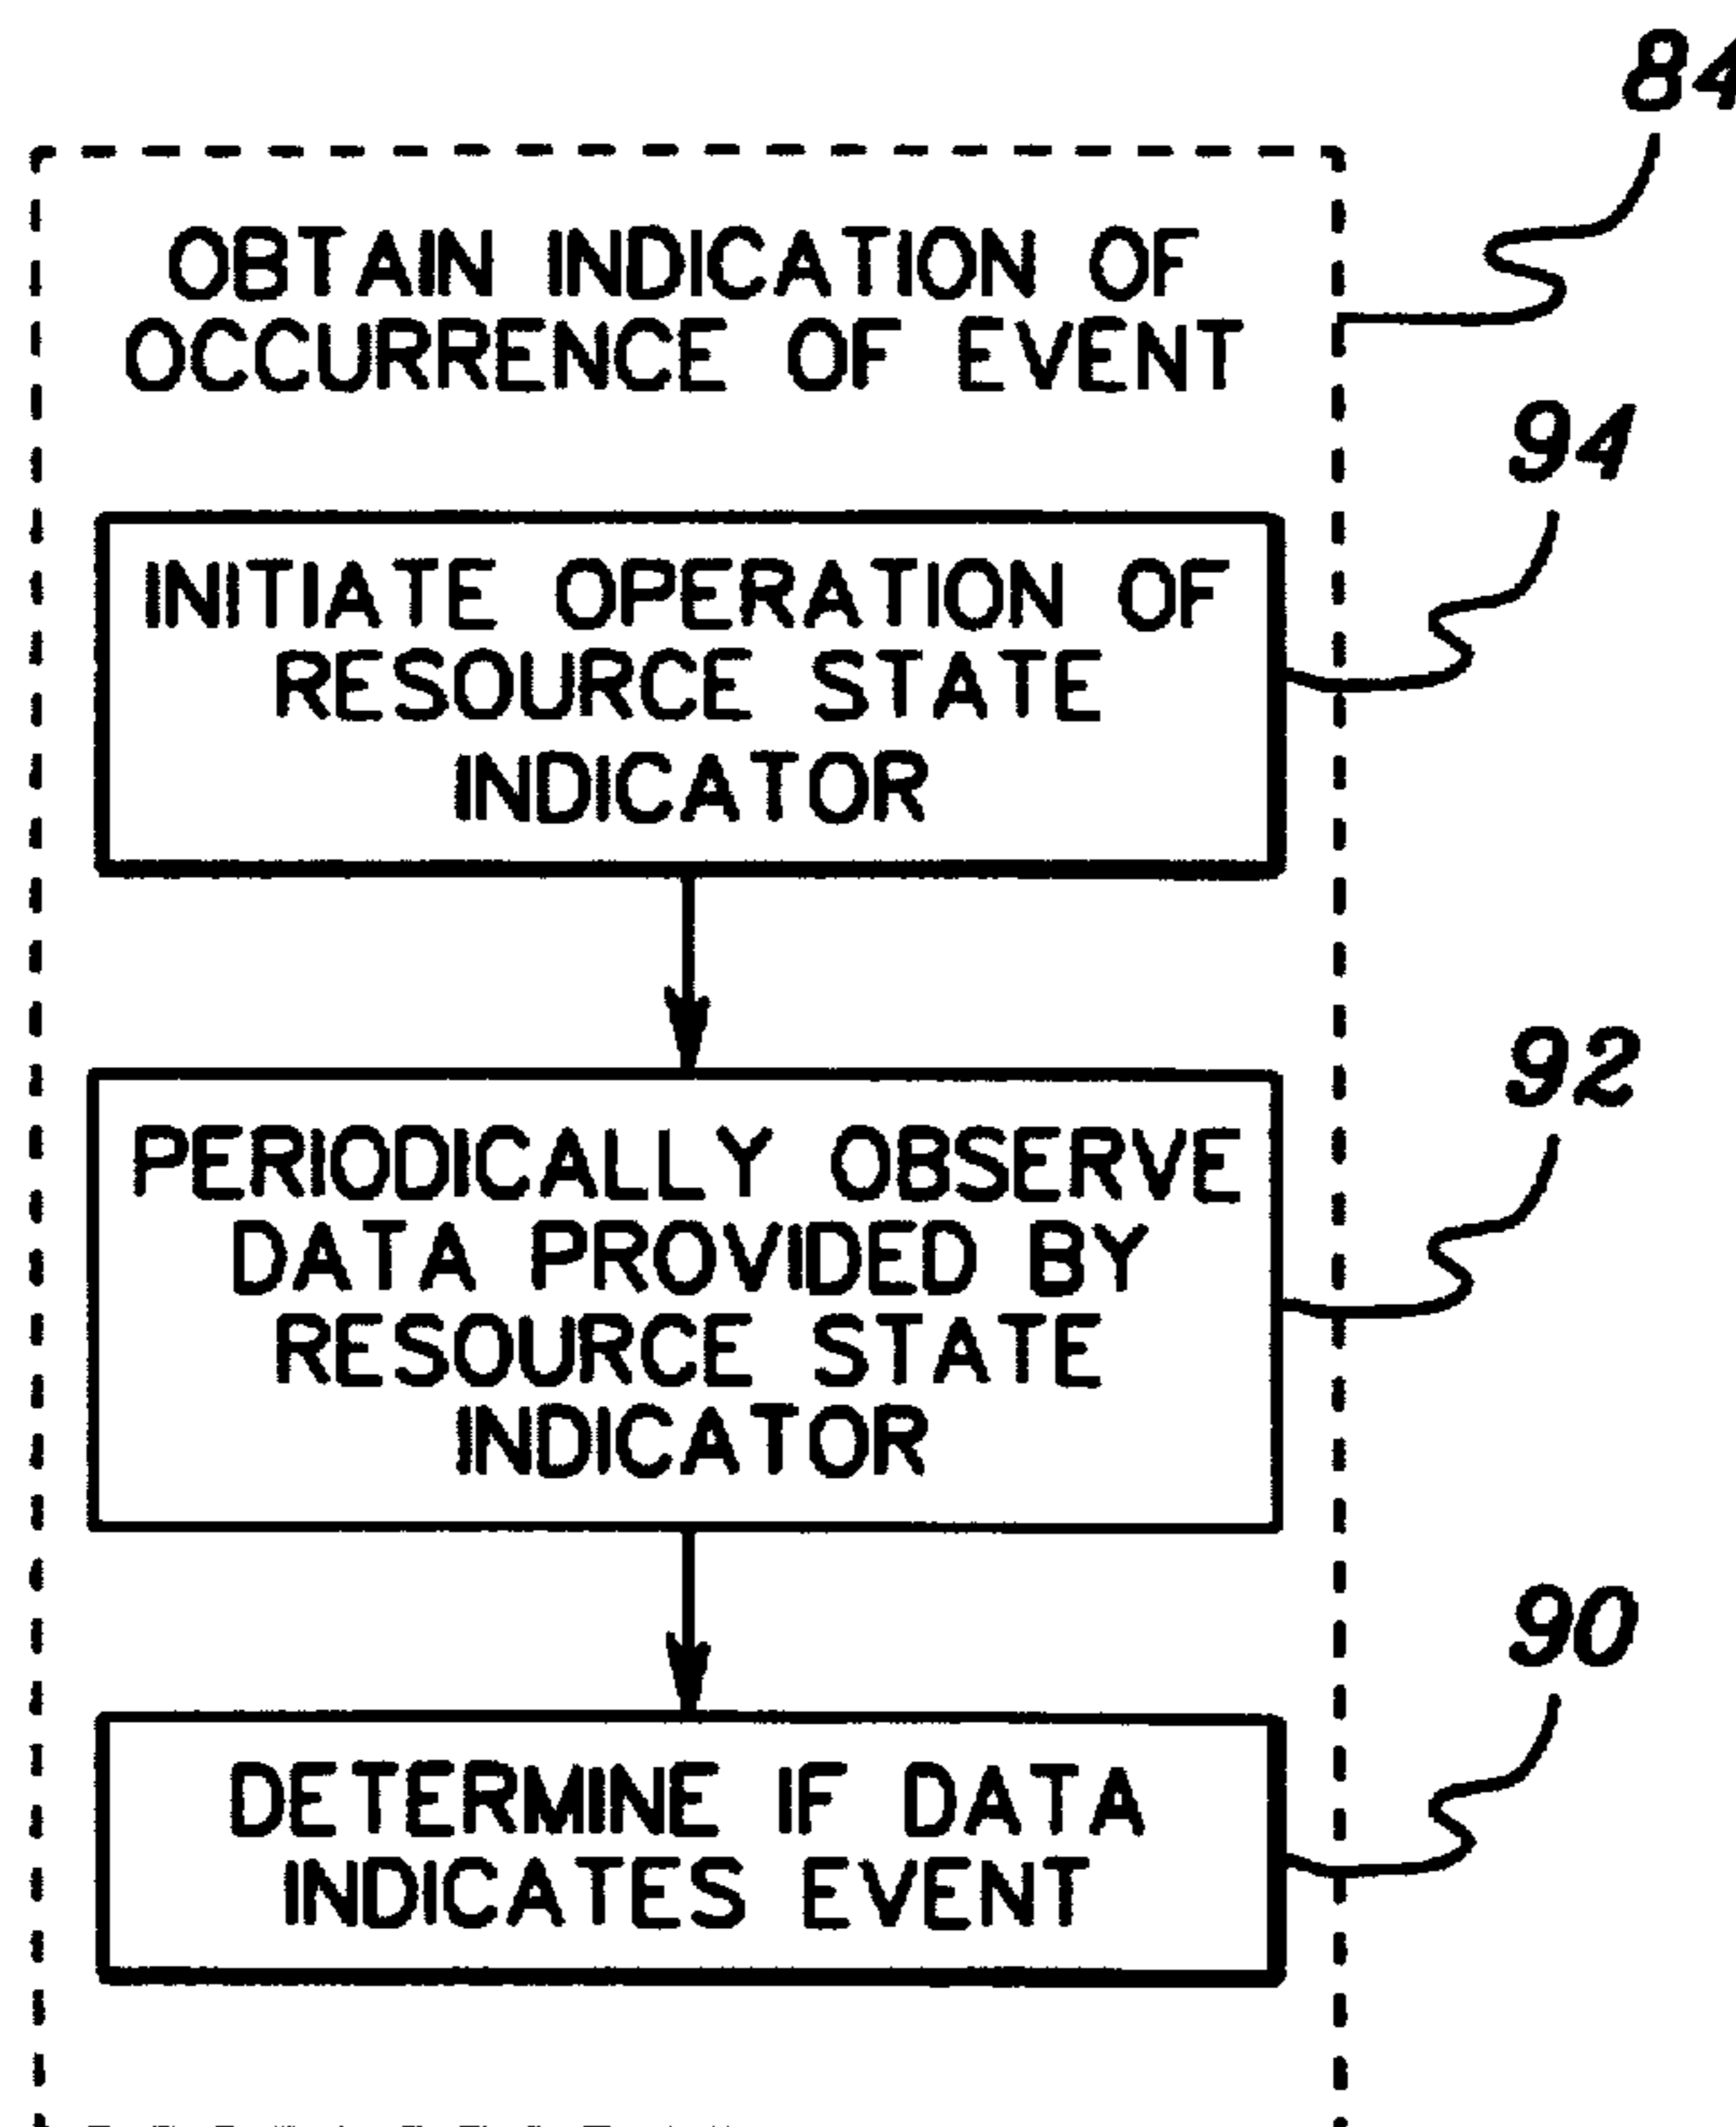 84
OBTAIN INDICATION OF
OCCURRENCE OF EVENT
94
INITIATE OPERATION OF
RESOURCE STATE
INDICATOR
92
PERIODICALLY OBSERVE
DATA PROVIDED BY
RESOURCE STATE
INDICATOR
90
DETERMINE IF DATA
INDICATES EVENT